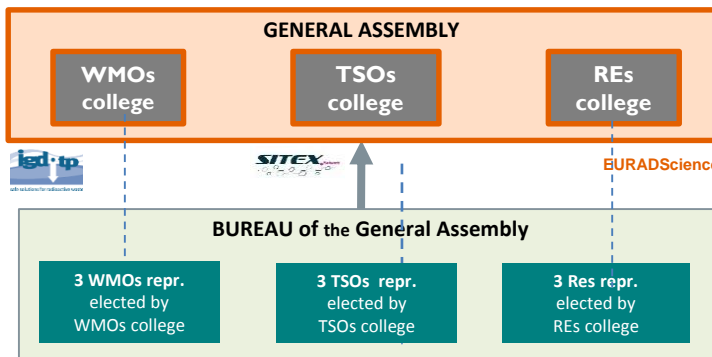 GENERAL ASSEMBLY
WMOs
college
TSOs
college
REs
college
igd·tp
SITEX
EURADScience
BUREAU of the General Assembly
3 WMOs repr.
elected by
WMOs college
3 TSOs repr.
elected by
TSOs college
3 Res repr.
elected by
REs college